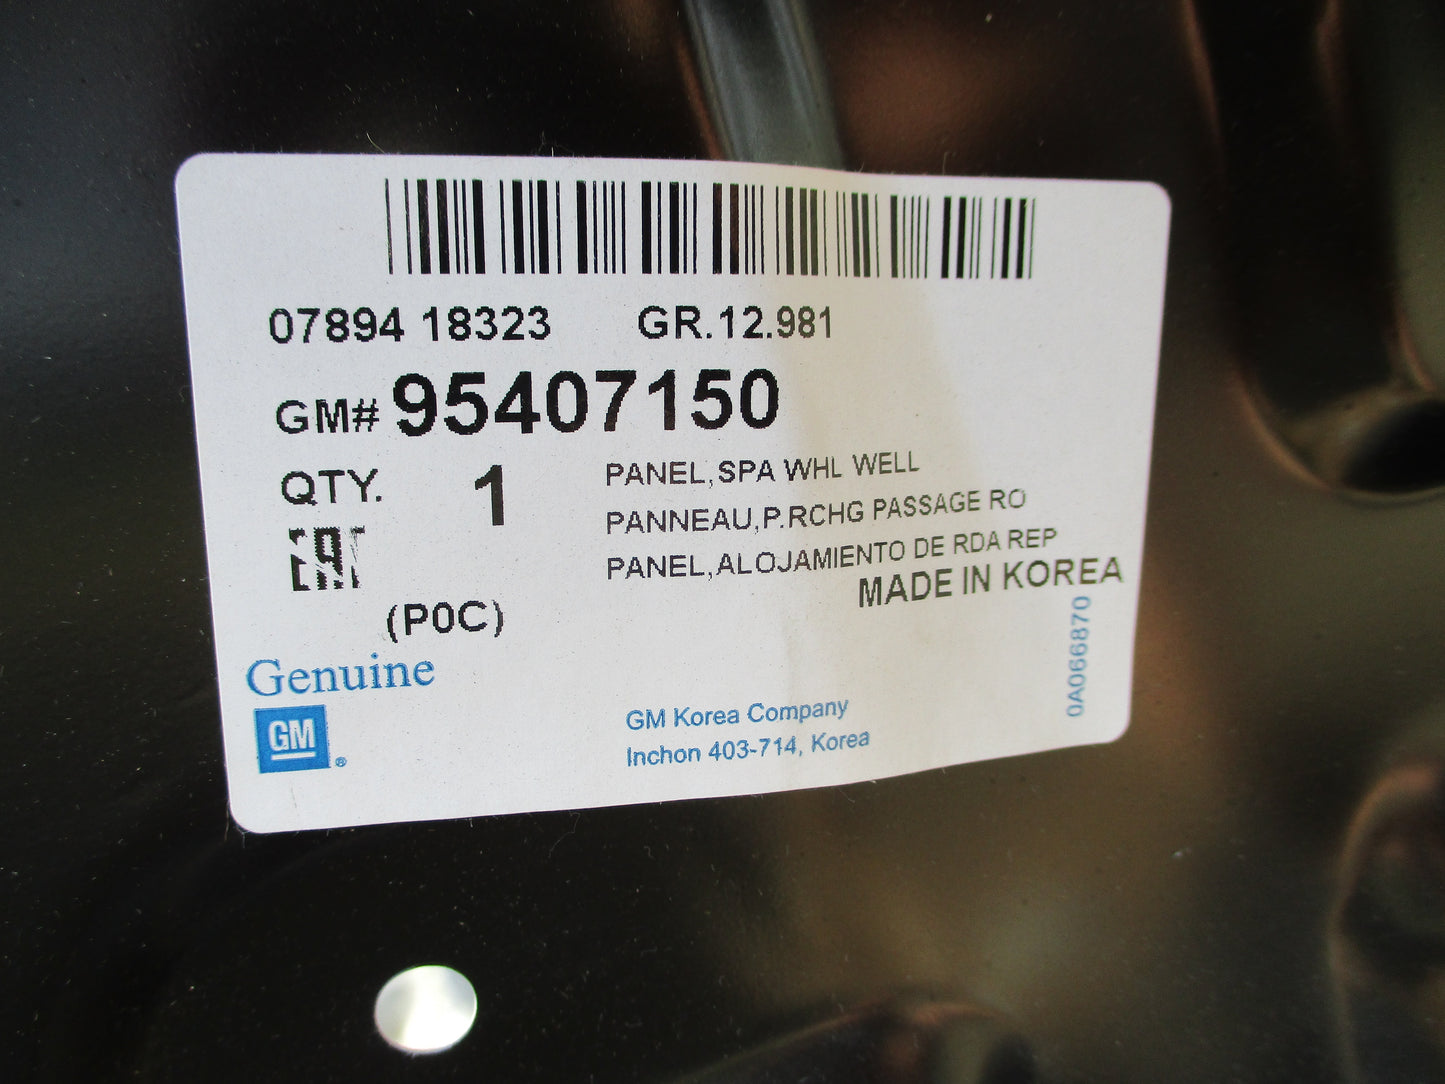 07894 18323 GR.12.981
GM# 95407150
QTY. 1
PANEL,SPA WHL WELL
PANNEAU,P.RCHG PASSAGE RO
PANEL,ALOJAMIENTO DE RDA REP
MADE IN KOREA
EAC
(P0C)
0A066870
Genuine
GM
®
GM Korea Company
Inchon 403-714, Korea